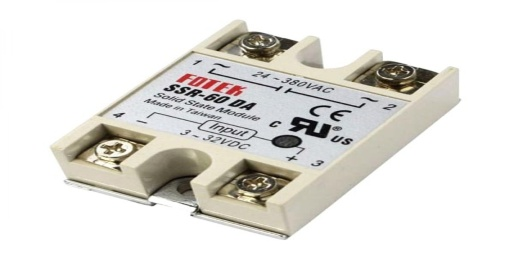 1 ~ 24 - 380VAC ~ 2
FOTEK
SSR-60 DA
Solid State Module
Made in Taiwan
CE
c RU US
4 - Input + 3
3 - 32VDC